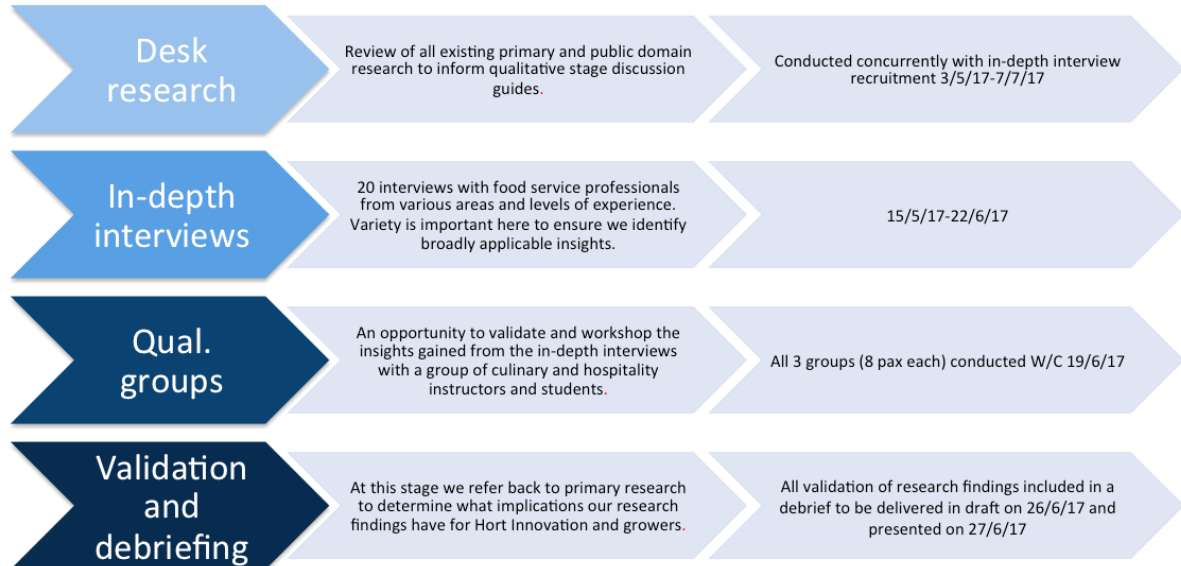 Desk
research
Review of all existing primary and public domain
research to inform qualitative stage discussion
guides.
Conducted concurrently with in-depth interview
recruitment 3/5/17-7/7/17
In-depth
interviews
20 interviews with food service professionals
from various areas and levels of experience.
Variety is important here to ensure we identify
broadly applicable insights.
15/5/17-22/6/17
Qual.
groups
An opportunity to validate and workshop the
insights gained from the in-depth interviews
with a group of culinary and hospitality
instructors and students.
All 3 groups (8 pax each) conducted W/C 19/6/17
Validation
and
debriefing
At this stage we refer back to primary research
to determine what implications our research
findings have for Hort Innovation and growers.
All validation of research findings included in a
debrief to be delivered in draft on 26/6/17 and
presented on 27/6/17